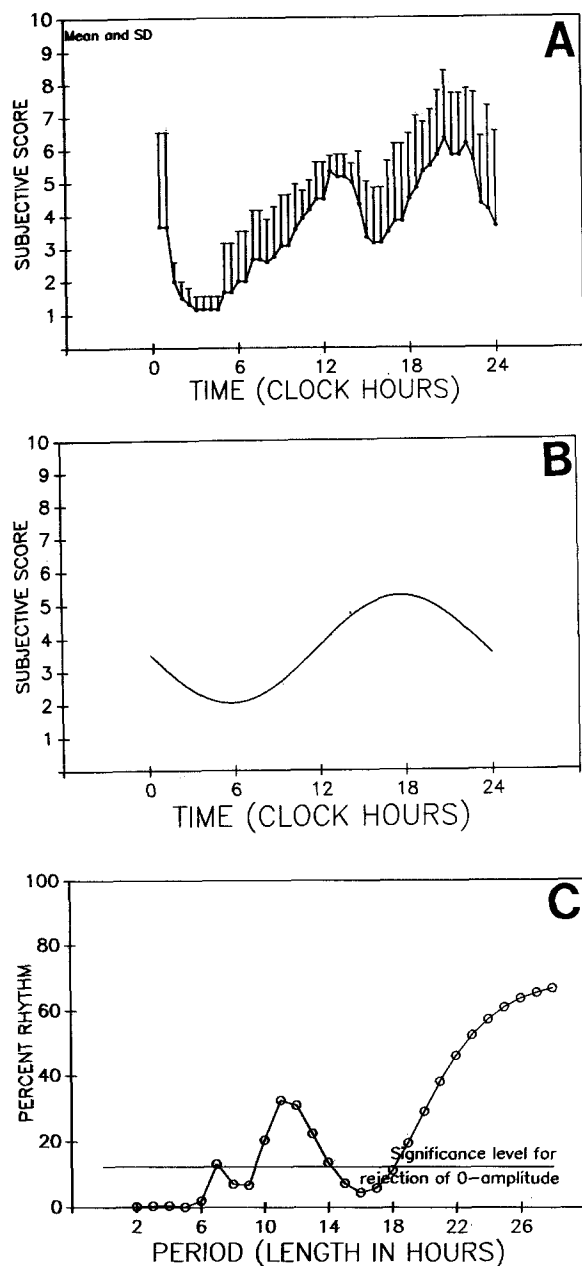 10
Mean and SD
A
9
8
7
6
5
4
3
2
1
SUBJECTIVE SCORE
0 6 12 18 24
TIME (CLOCK HOURS)
10
B
9
8
7
6
5
4
3
2
1
SUBJECTIVE SCORE
0 6 12 18 24
TIME (CLOCK HOURS)
100
C
80
60
40
20
0
PERCENT RHYTHM
Significance level for
rejection of 0-amplitude
2 6 10 14 18 22 26
PERIOD (LENGTH IN HOURS)